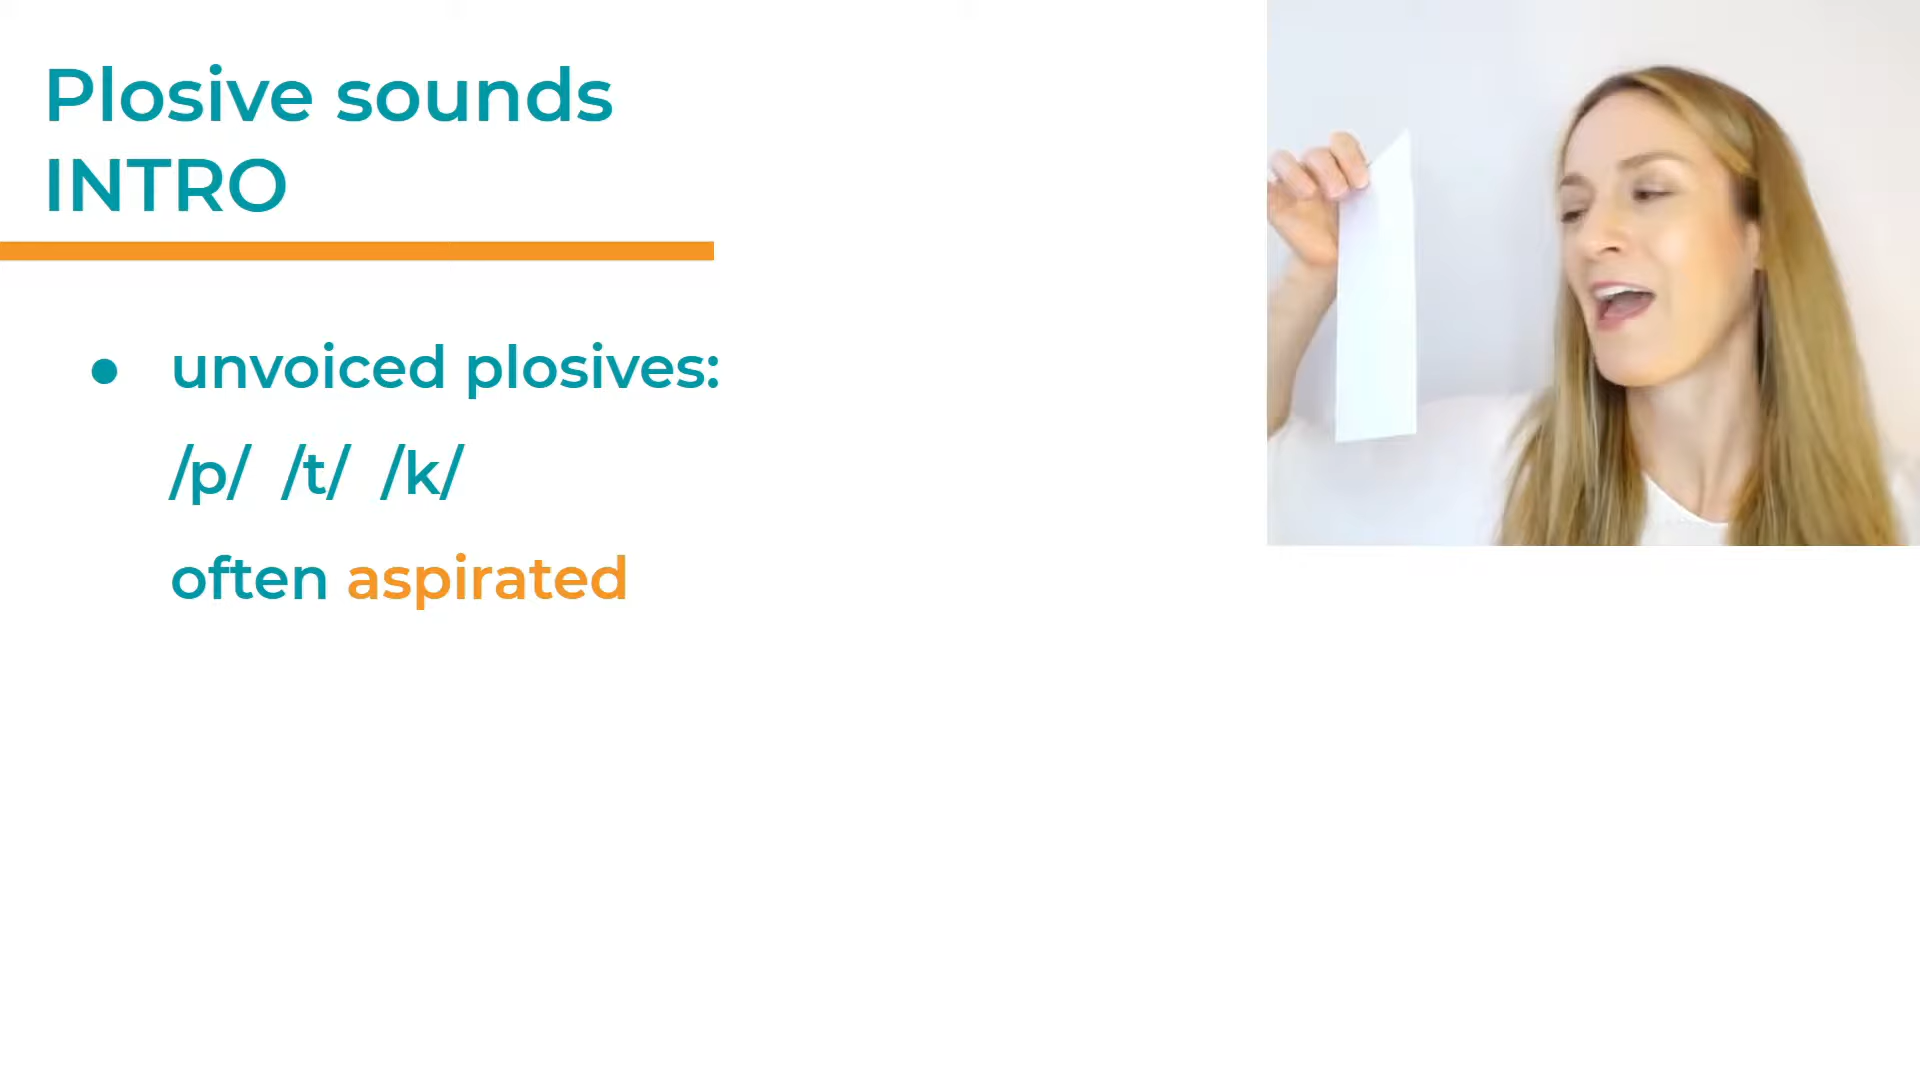 Plosive sounds
INTRO
● unvoiced plosives:
/p/ /t/ /k/
often aspirated